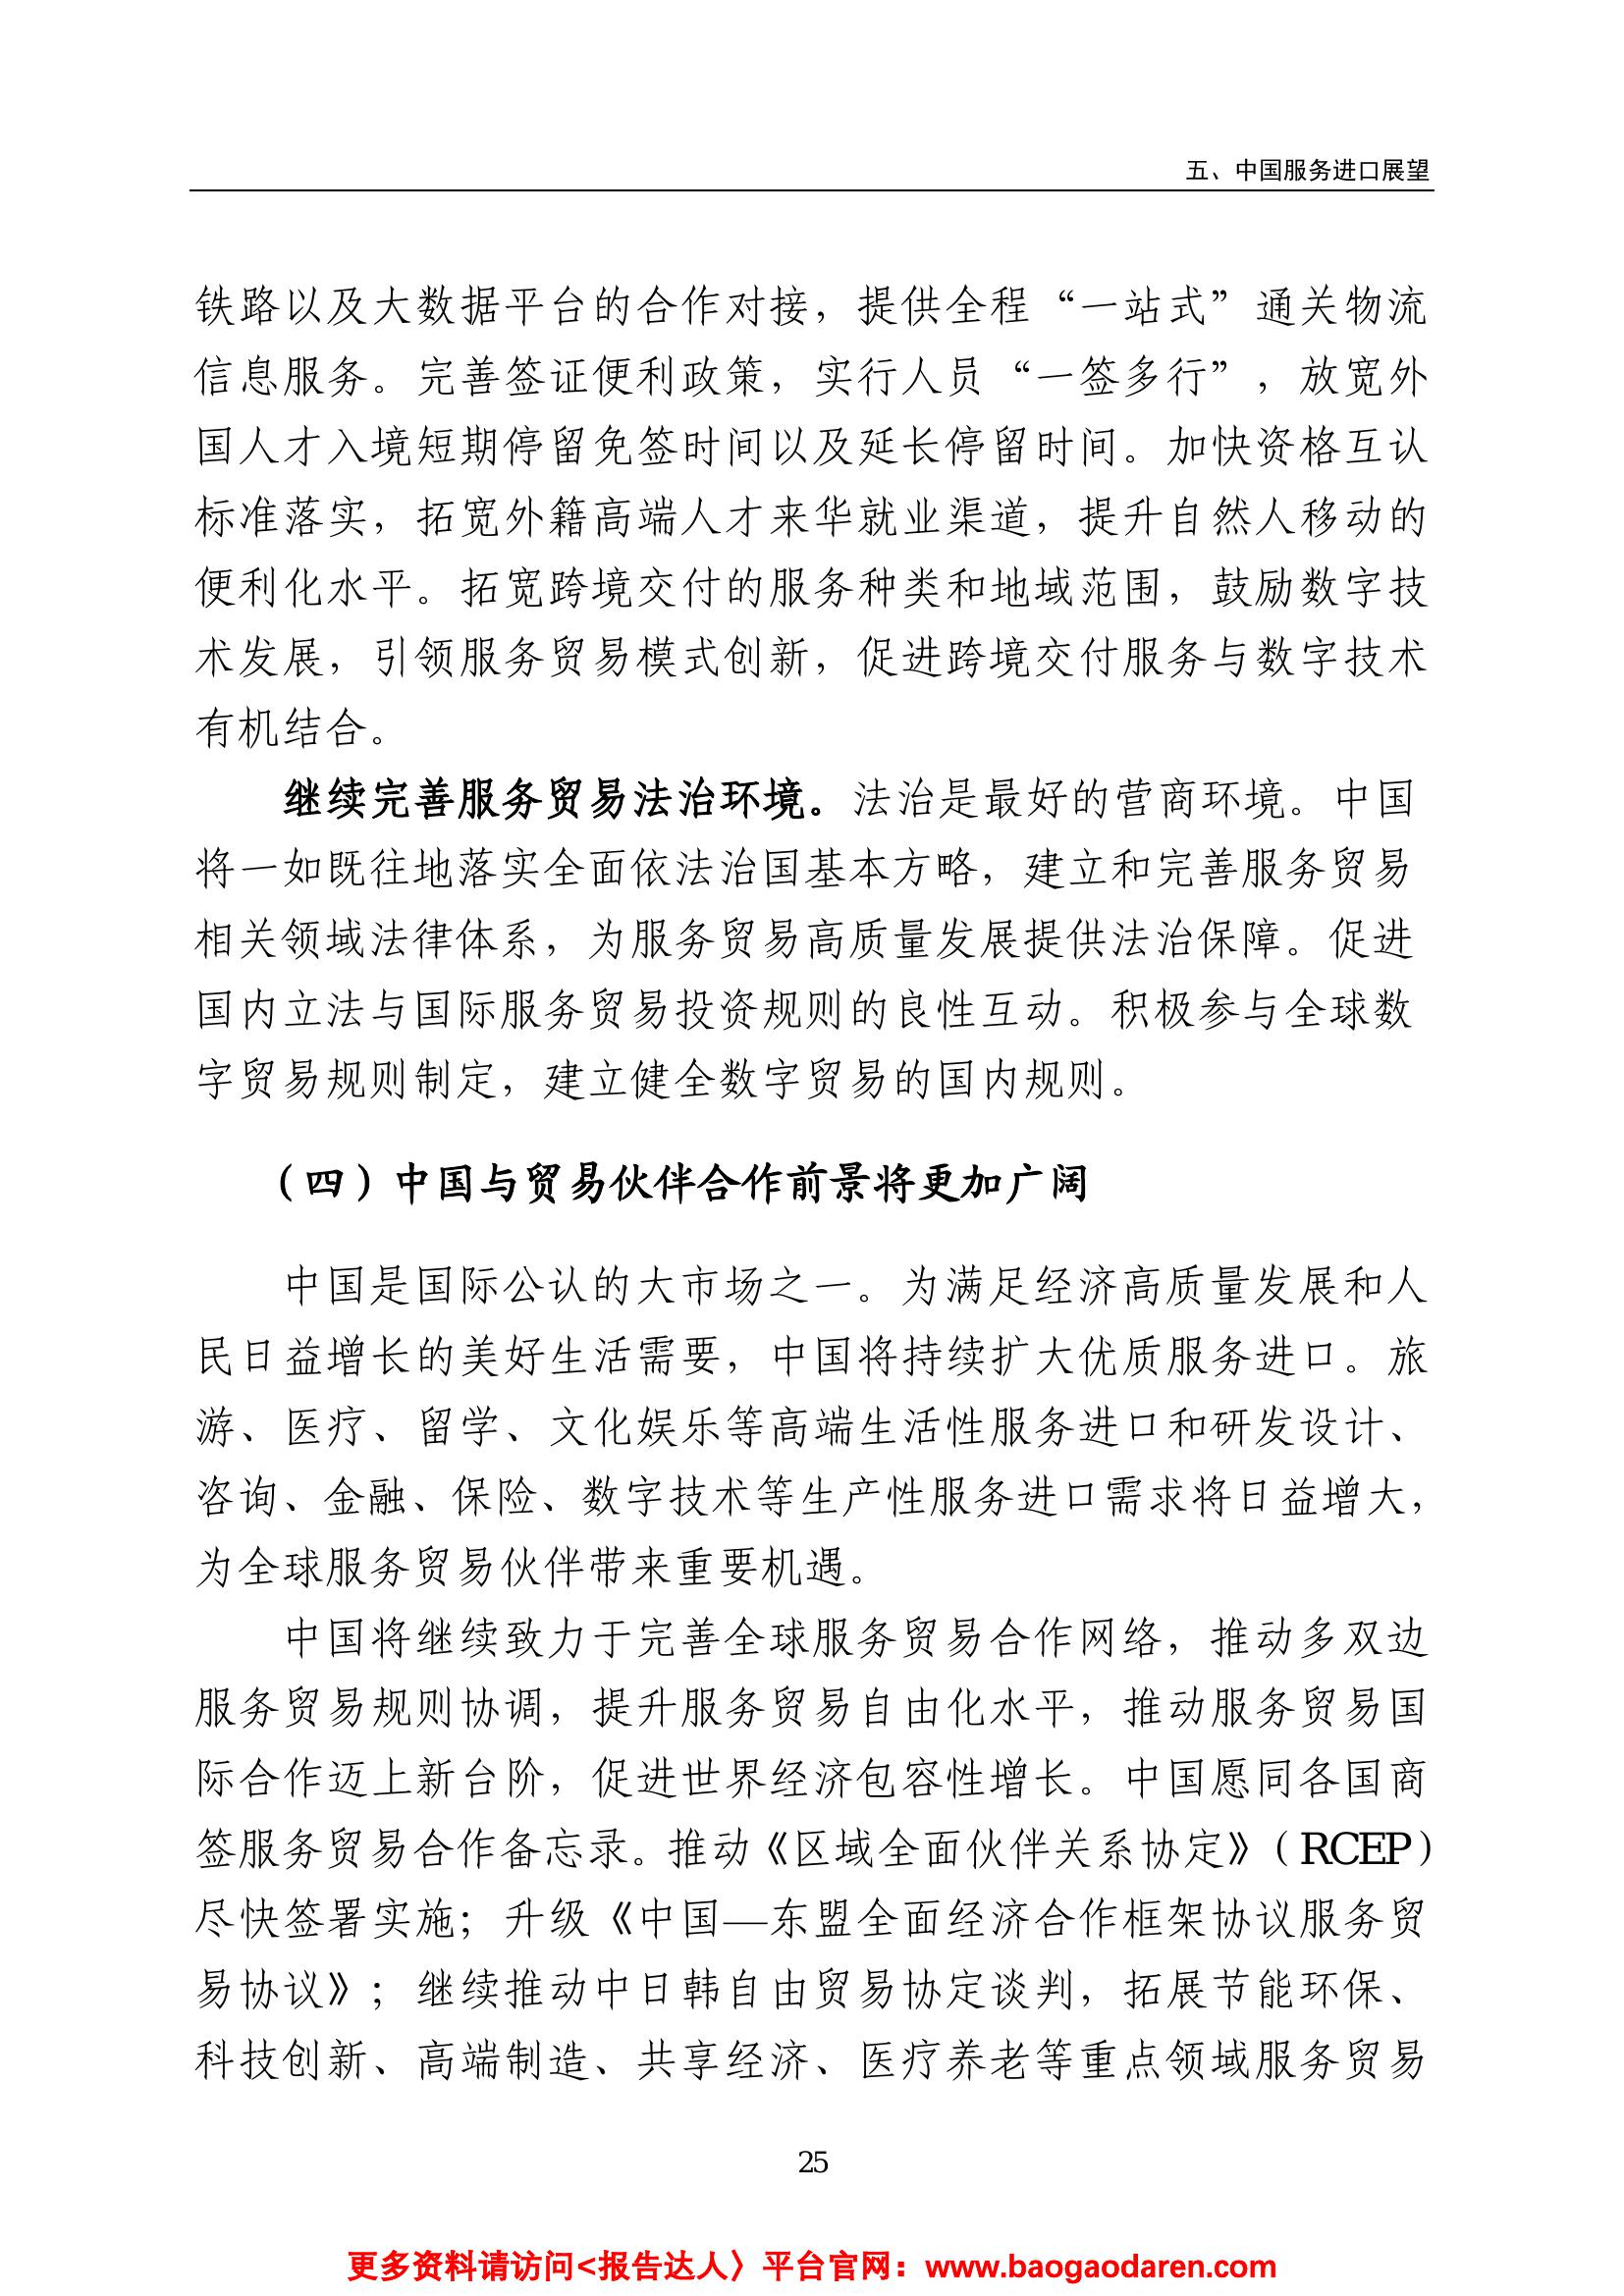 五、中国服务进口展望
铁路以及大数据平台的合作对接，提供全程“一站式”通关物流
信息服务。完善签证便利政策，实行人员“一签多行”，放宽外
国人才入境短期停留免签时间以及延长停留时间。加快资格互认
标准落实，拓宽外籍高端人才来华就业渠道，提升自然人移动的
便利化水平。拓宽跨境交付的服务种类和地域范围，鼓励数字技
术发展，引领服务贸易模式创新，促进跨境交付服务与数字技术
有机结合。
继续完善服务贸易法治环境。法治是最好的营商环境。中国
将一如既往地落实全面依法治国基本方略，建立和完善服务贸易
相关领域法律体系，为服务贸易高质量发展提供法治保障。促进
国内立法与国际服务贸易投资规则的良性互动。积极参与全球数
字贸易规则制定，建立健全数字贸易的国内规则。
（四）中国与贸易伙伴合作前景将更加广阔
中国是国际公认的大市场之一。为满足经济高质量发展和人
民日益增长的美好生活需要，中国将持续扩大优质服务进口。旅
游、医疗、留学、文化娱乐等高端生活性服务进口和研发设计、
咨询、金融、保险、数字技术等生产性服务进口需求将日益增大，
为全球服务贸易伙伴带来重要机遇。
中国将继续致力于完善全球服务贸易合作网络，推动多双边
服务贸易规则协调，提升服务贸易自由化水平，推动服务贸易国
际合作迈上新台阶，促进世界经济包容性增长。中国愿同各国商
签服务贸易合作备忘录。推动《区域全面伙伴关系协定》（RCEP）
尽快签署实施；升级《中国—东盟全面经济合作框架协议服务贸
易协议》；继续推动中日韩自由贸易协定谈判，拓展节能环保、
科技创新、高端制造、共享经济、医疗养老等重点领域服务贸易
25
更多资料请访问<报告达人〉平台官网：www.baogaodaren.com